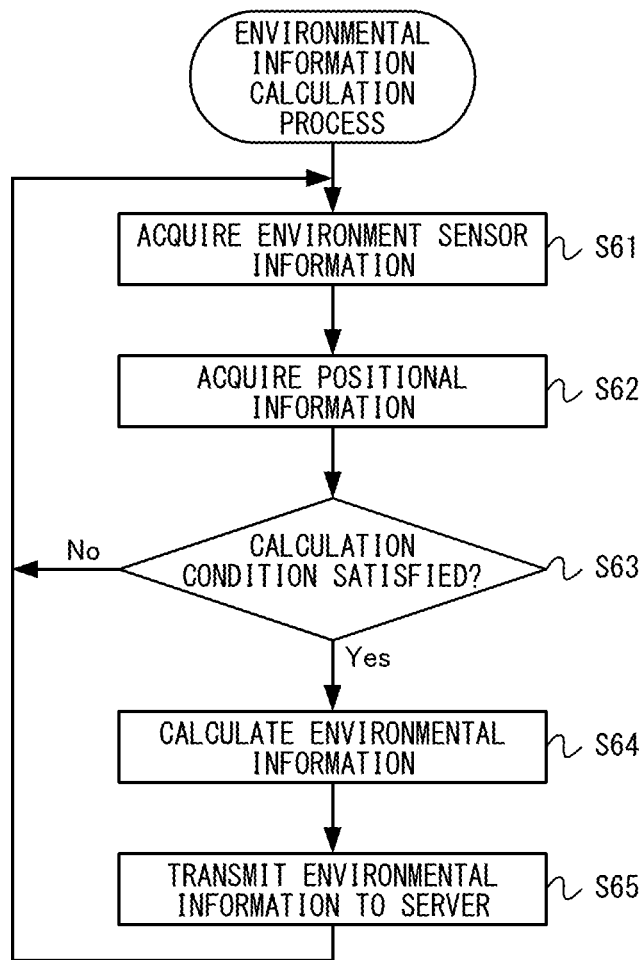 ENVIRONMENTAL
INFORMATION
CALCULATION
PROCESS
ACQUIRE ENVIRONMENT SENSOR
INFORMATION
S61
ACQUIRE POSITIONAL
INFORMATION
S62
CALCULATION
CONDITION SATISFIED?
S63
No
Yes
CALCULATE ENVIRONMENTAL
INFORMATION
S64
TRANSMIT ENVIRONMENTAL
INFORMATION TO SERVER
S65